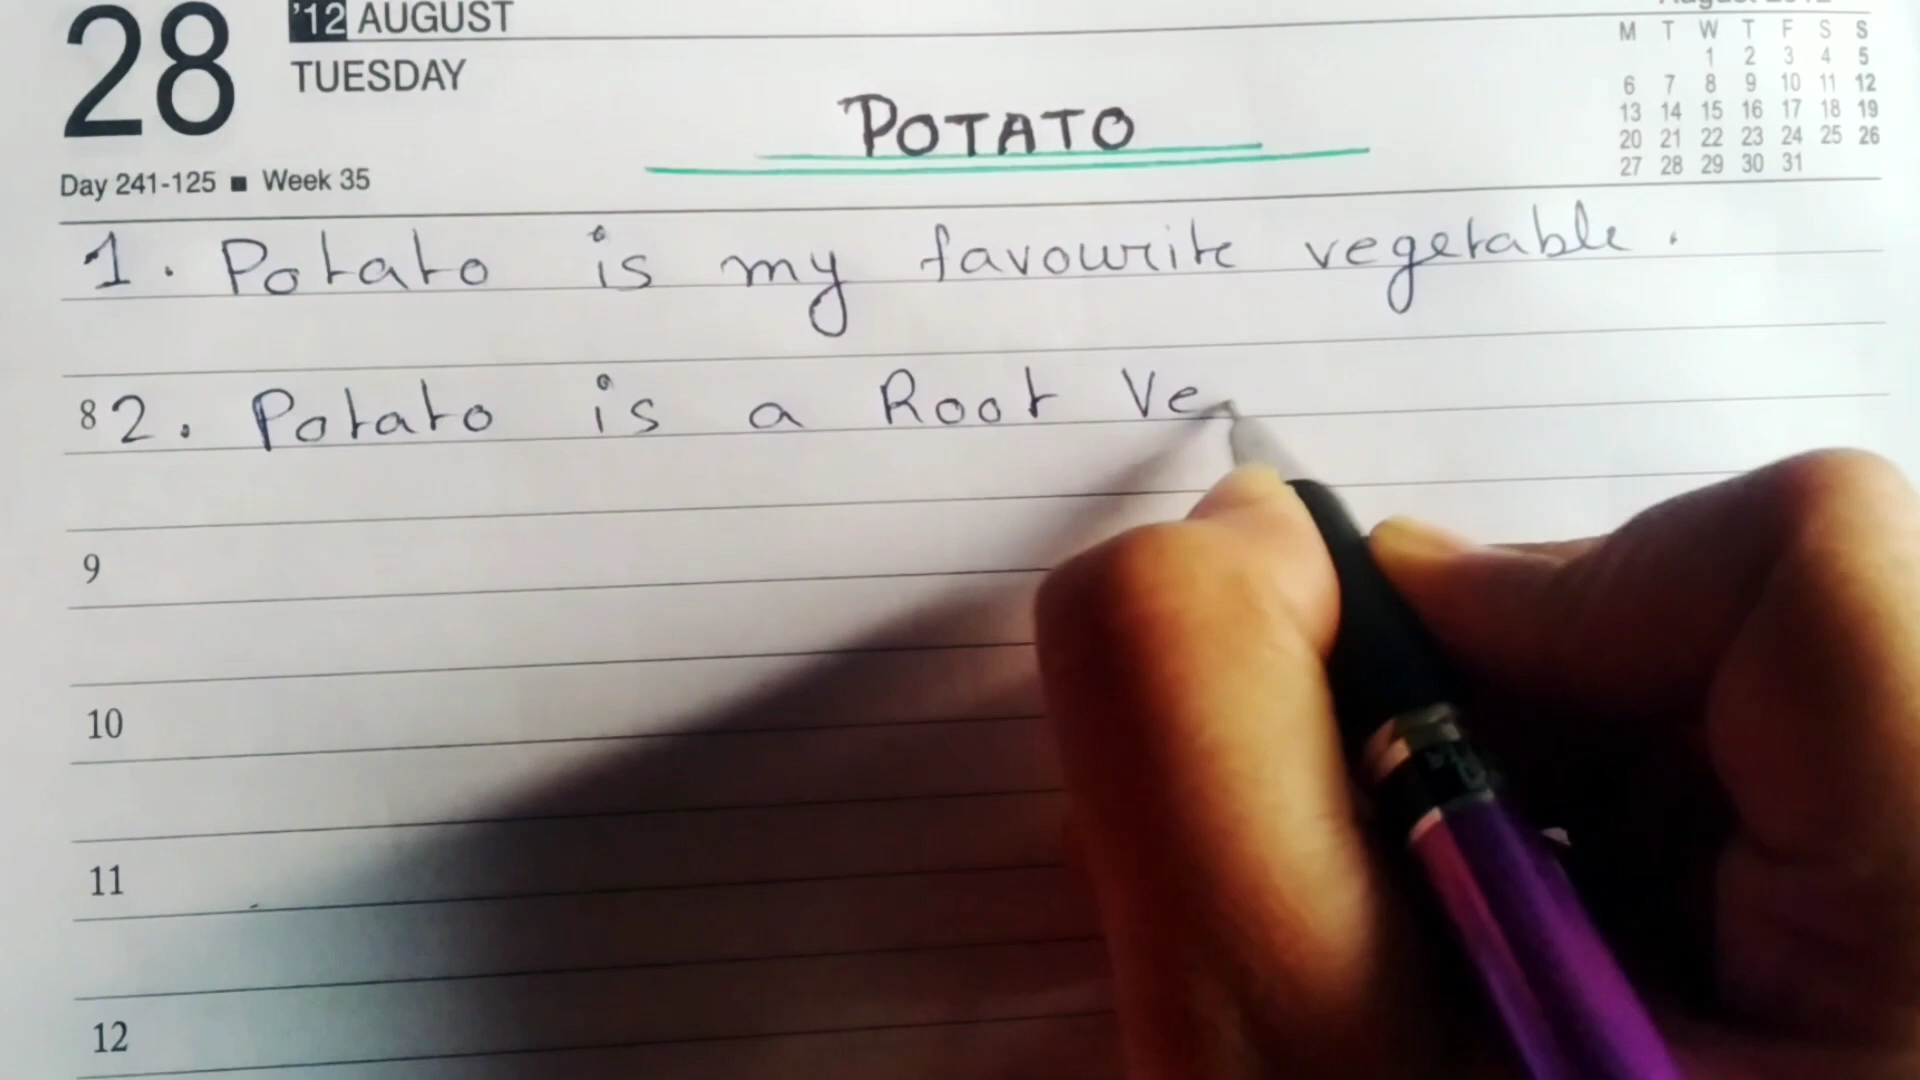 28
'12 AUGUST
TUESDAY
Day 241-125 ■ Week 35
M T W T F S S
1 2 3 4 5
6 7 8 9 10 11 12
13 14 15 16 17 18 19
20 21 22 23 24 25 26
27 28 29 30 31
POTATO
1. Potato is my favourite vegetable.
8 2. Potato is a Root Ve
9
10
11
12